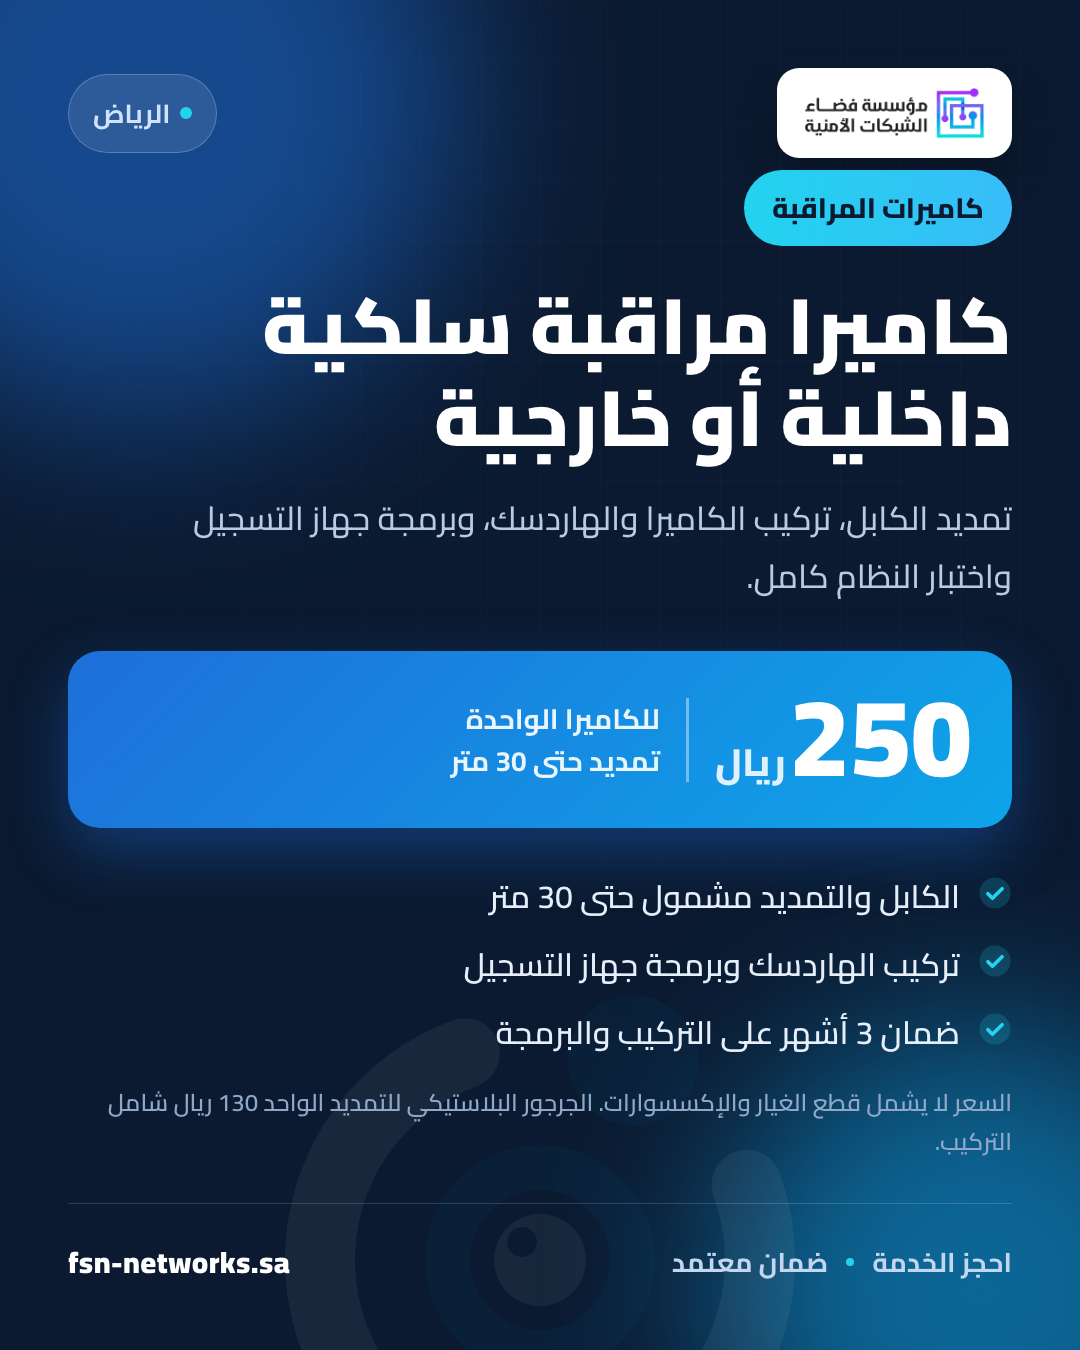 مؤسسة فضاء
الشبكات الأمنية
الرياض
كاميرات المراقبة
كاميرا مراقبة سلكية
داخلية أو خارجية
تمديد الكابل، تركيب الكاميرا والهاردسك، وبرمجة جهاز التسجيل
واختبار النظام كامل.
250 ريال
للكاميرا الواحدة
تمديد حتى 30 متر
الكابل والتمديد مشمول حتى 30 متر
تركيب الهاردسك وبرمجة جهاز التسجيل
ضمان 3 أشهر على التركيب والبرمجة
السعر لا يشمل قطع الغيار والإكسسوارات. الجرجور البلاستيكي للتمديد الواحد 130 ريال شامل
التركيب.
احجز الخدمة • ضمان معتمد
fsn-networks.sa